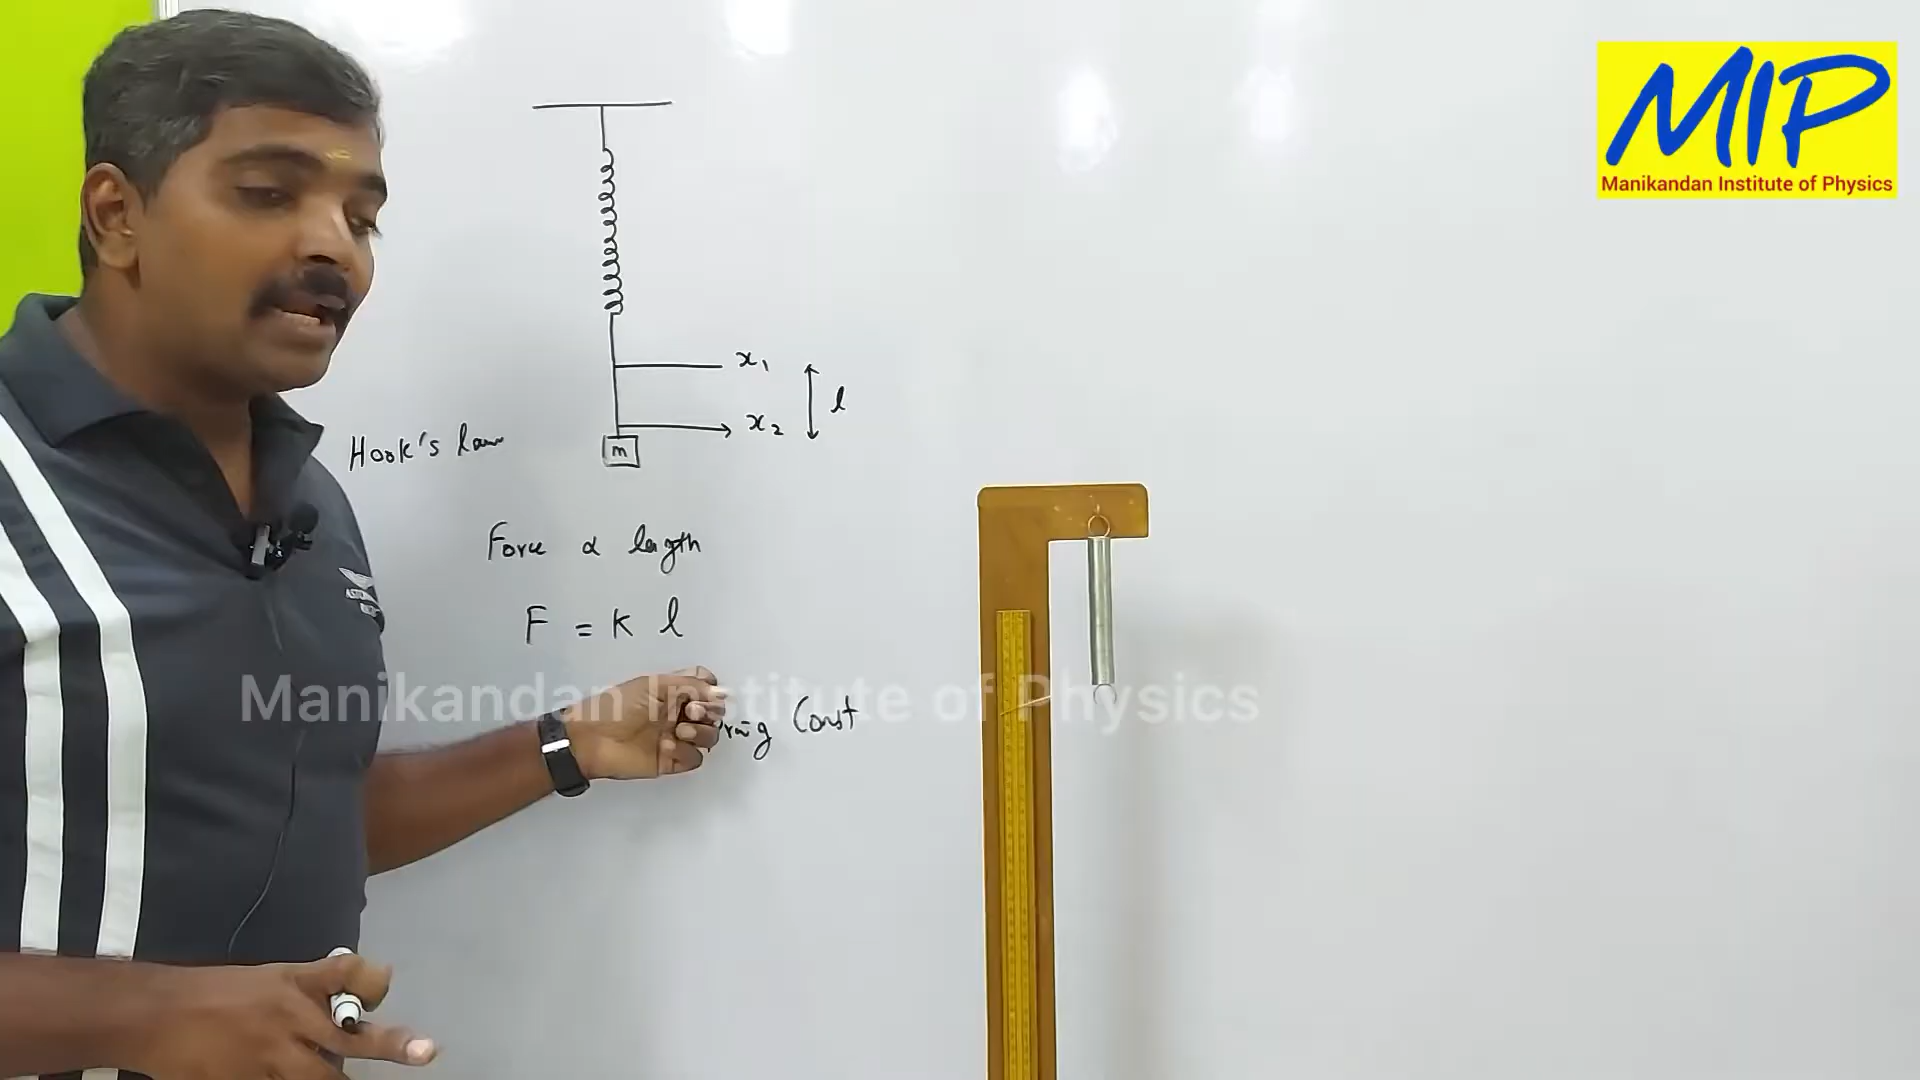 MIP
Manikandan Institute of Physics
x₁
l
x₂
m
Hook's law
Force α length
F = K l
Manikandan Institute of Physics
Const